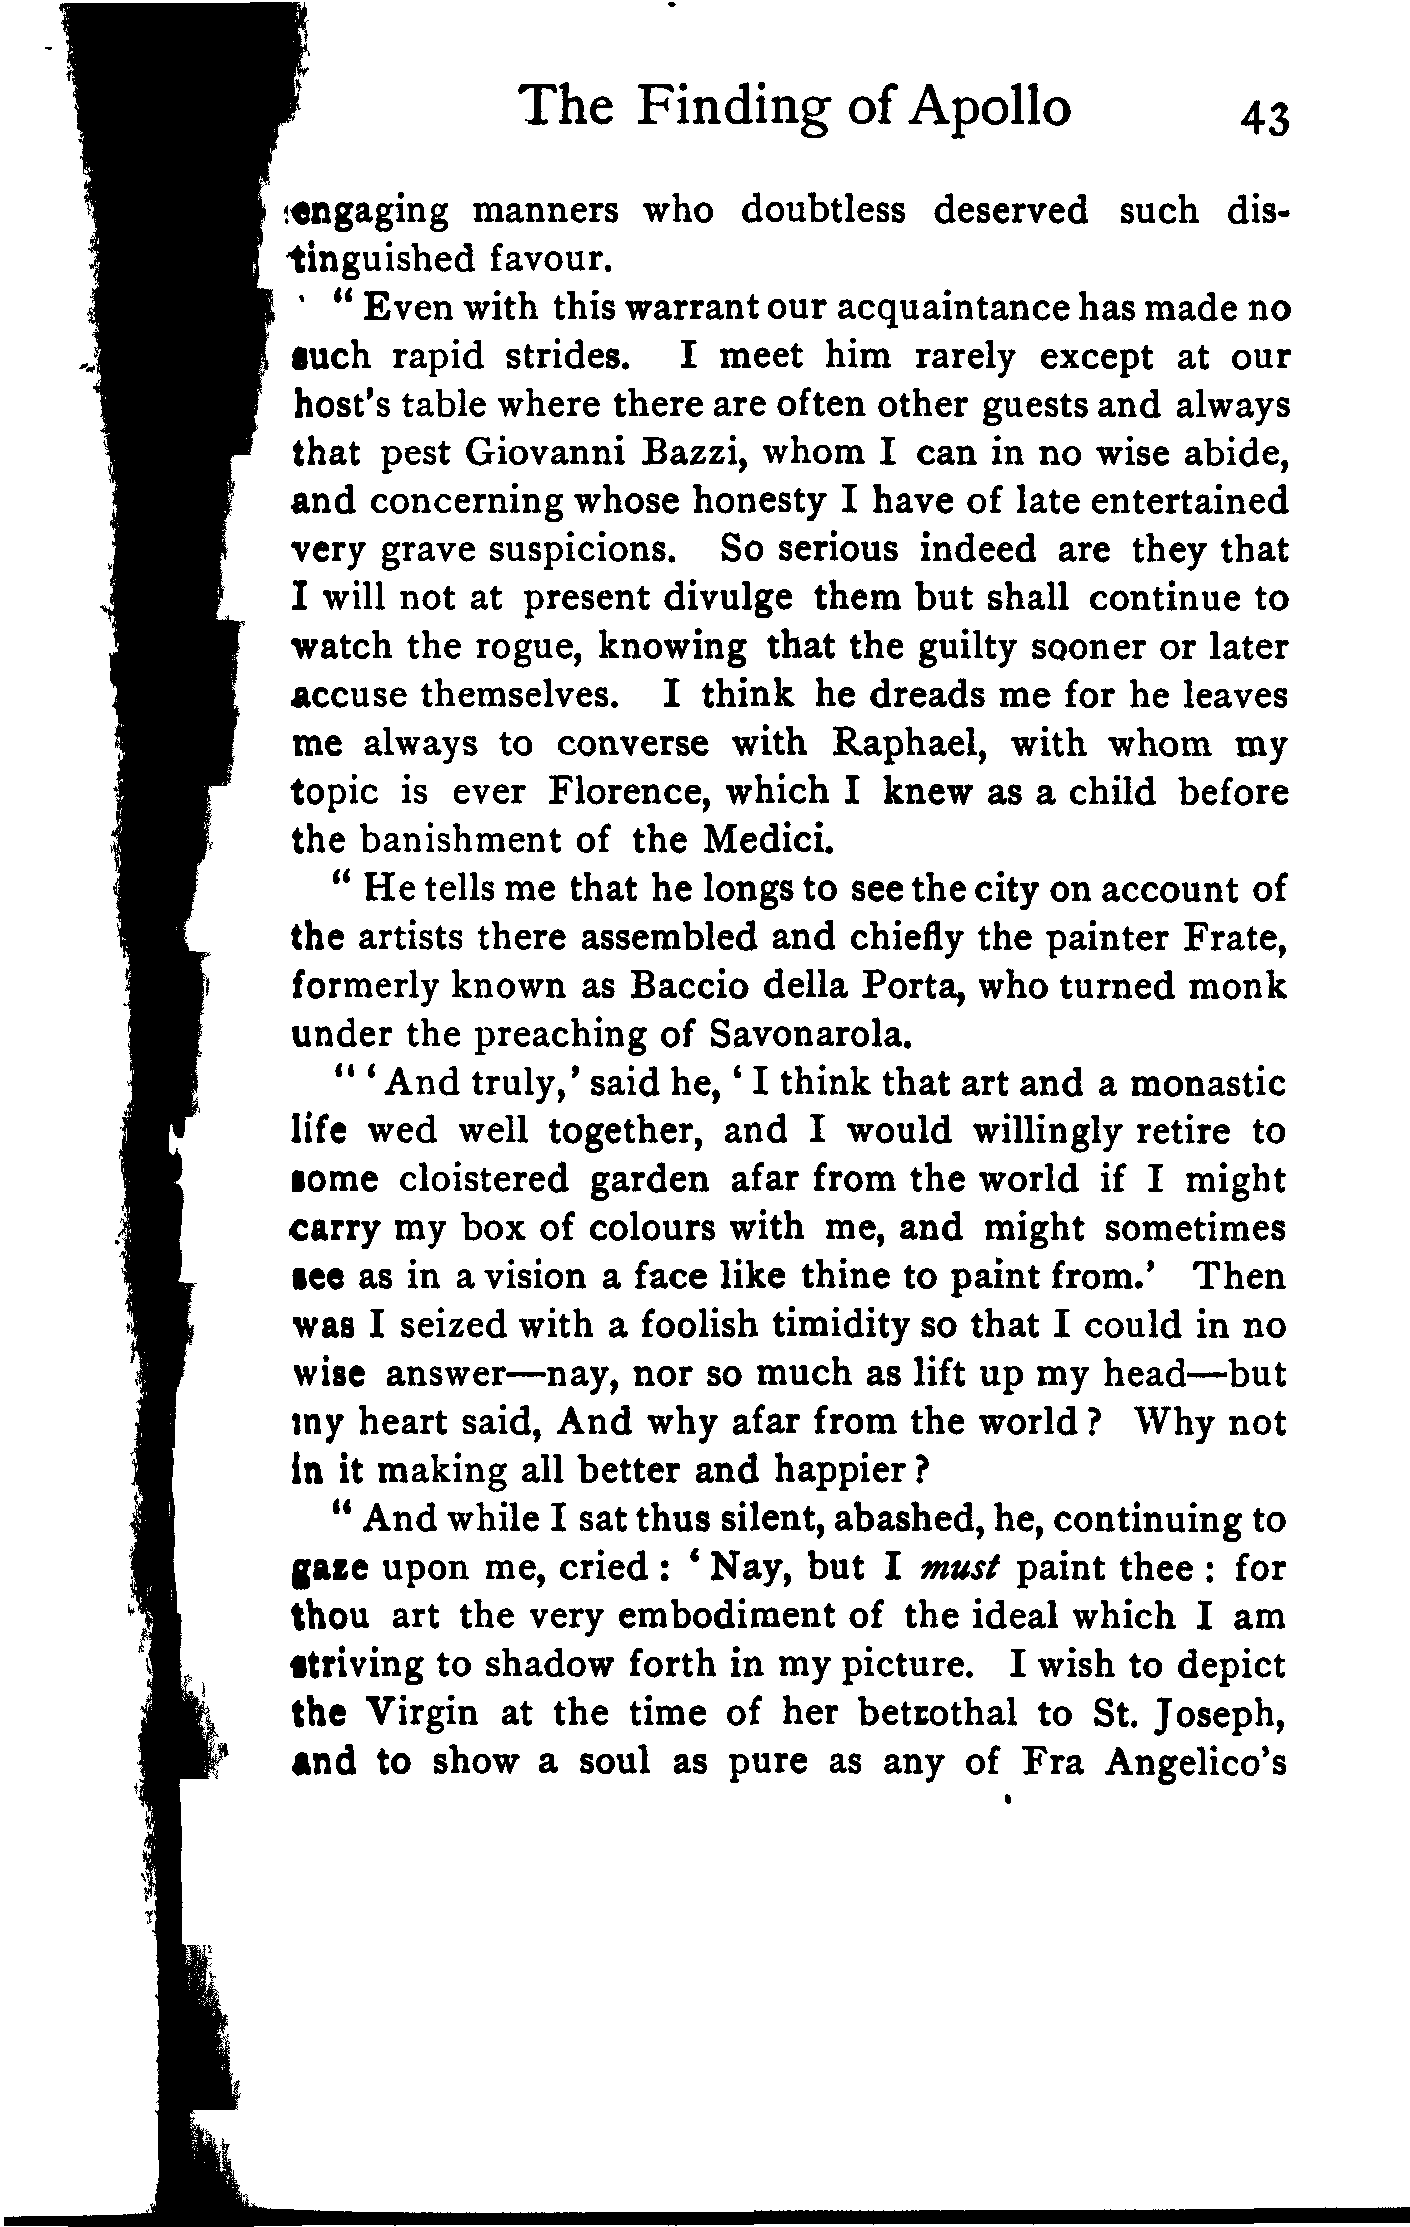 The Finding of Apollo 43
engaging manners who doubtless deserved such dis-
tinguished favour.
“ Even with this warrant our acquaintance has made no
such rapid strides. I meet him rarely except at our
host's table where there are often other guests and always
that pest Giovanni Bazzi, whom I can in no wise abide,
and concerning whose honesty I have of late entertained
very grave suspicions. So serious indeed are they that
I will not at present divulge them but shall continue to
watch the rogue, knowing that the guilty sooner or later
accuse themselves. I think he dreads me for he leaves
me always to converse with Raphael, with whom my
topic is ever Florence, which I knew as a child before
the banishment of the Medici.
“ He tells me that he longs to see the city on account of
the artists there assembled and chiefly the painter Frate,
formerly known as Baccio della Porta, who turned monk
under the preaching of Savonarola.
“ ‘ And truly,’ said he, ‘ I think that art and a monastic
life wed well together, and I would willingly retire to
some cloistered garden afar from the world if I might
carry my box of colours with me, and might sometimes
see as in a vision a face like thine to paint from.’ Then
was I seized with a foolish timidity so that I could in no
wise answer—nay, nor so much as lift up my head—but
my heart said, And why afar from the world ? Why not
in it making all better and happier ?
“ And while I sat thus silent, abashed, he, continuing to
gaze upon me, cried : ‘ Nay, but I must paint thee : for
thou art the very embodiment of the ideal which I am
striving to shadow forth in my picture. I wish to depict
the Virgin at the time of her betrothal to St. Joseph,
and to show a soul as pure as any of Fra Angelico's